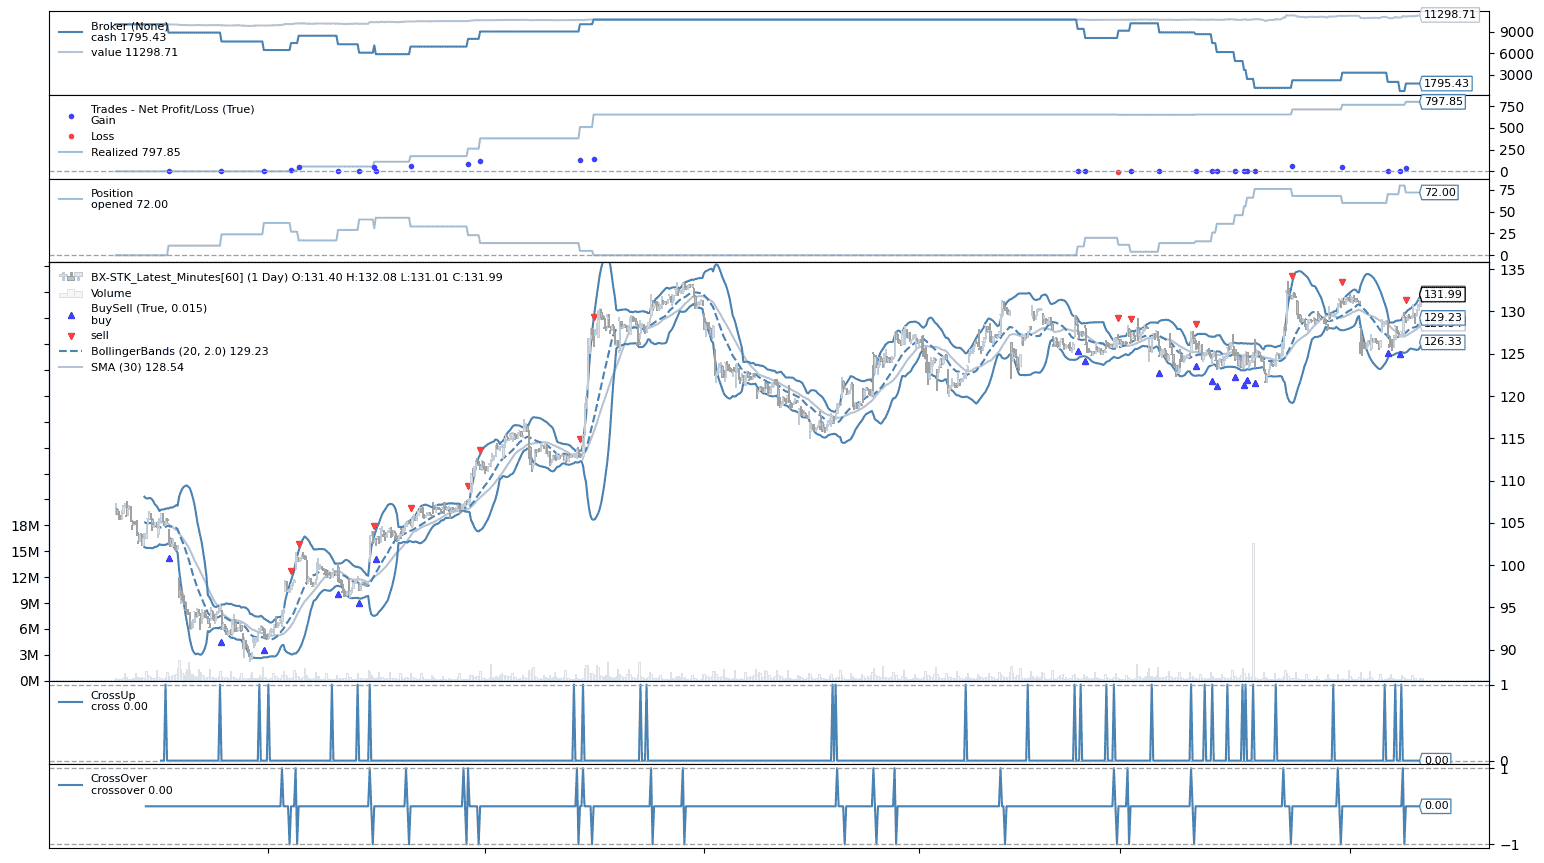 Broker (None)
cash 1795.43
value 11298.71
11298.71
9000
6000
3000
1795.43
Trades - Net Profit/Loss (True)
Gain
Loss
Realized 797.85
797.85
750
500
250
0
Position
opened 72.00
75
72.00
50
25
0
BX-STK_Latest_Minutes[60] (1 Day) O:131.40 H:132.08 L:131.01 C:131.99
Volume
BuySell (True, 0.015)
buy
sell
BollingerBands (20, 2.0) 129.23
SMA (30) 128.54
135
131.99
130
129.23
126.33
125
120
115
110
105
100
95
90
18M
15M
12M
9M
6M
3M
0M
CrossUp
cross 0.00
1
0
0.00
CrossOver
crossover 0.00
1
0.00
−1